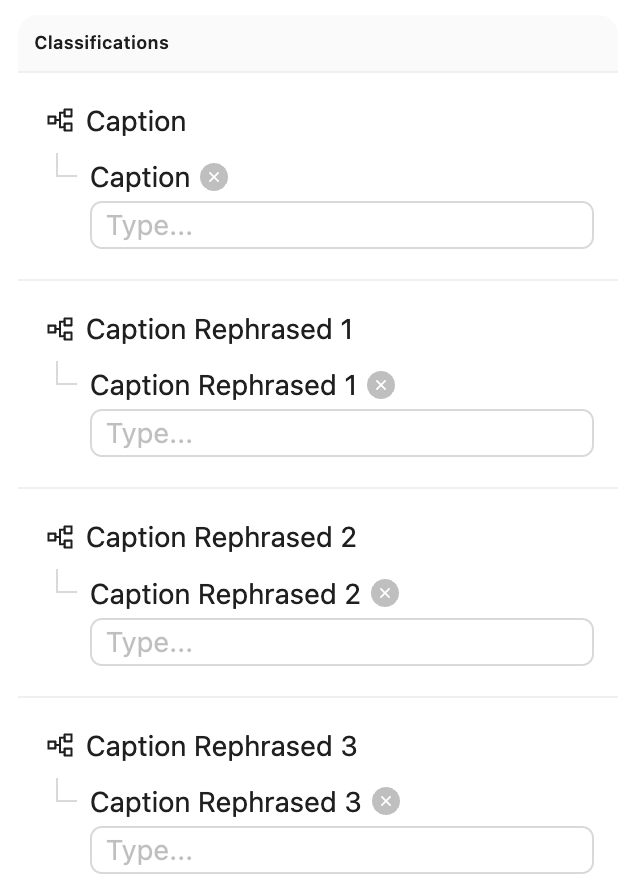 Classifications
Caption
Caption
Type...
Caption Rephrased 1
Caption Rephrased 1
Type...
Caption Rephrased 2
Caption Rephrased 2
Type...
Caption Rephrased 3
Caption Rephrased 3
Type...